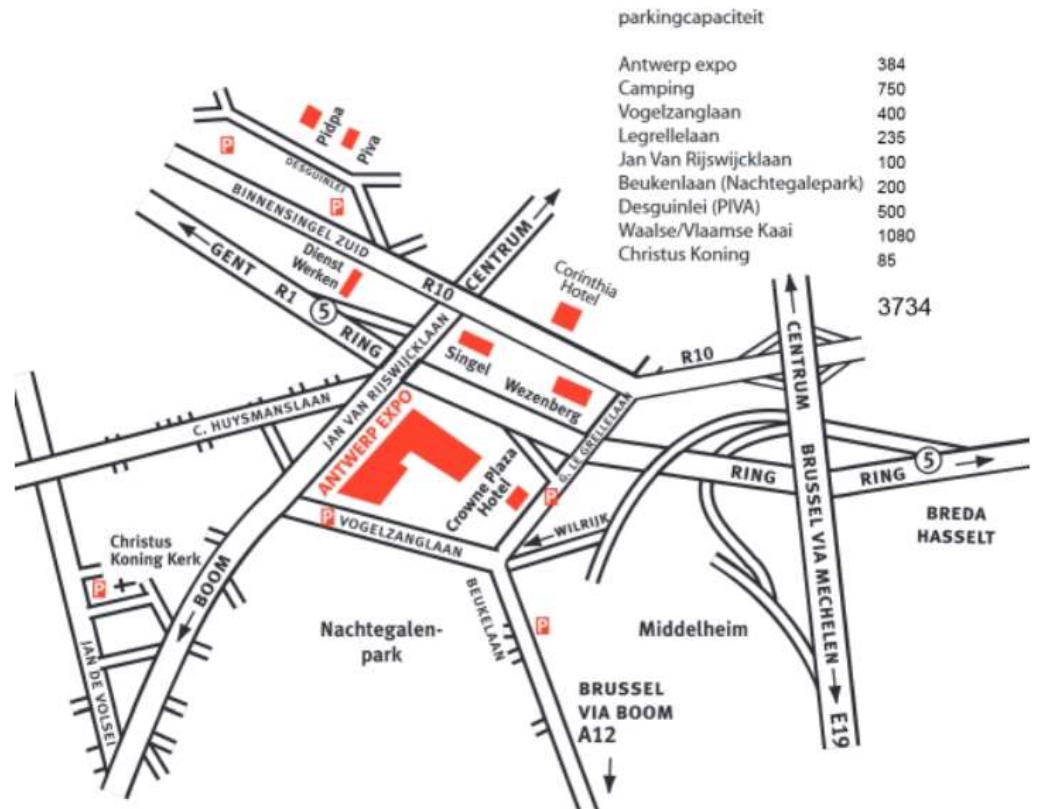 parkingcapaciteit
Antwerp expo 384
Camping 750
Vogelzanglaan 400
Legrellelaan 235
Jan Van Rijswijcklaan 100
Beukenlaan (Nachtegalepark) 200
Desguinlei (PIVA) 500
Waalse/Vlaamse Kaai 1080
Christus Koning 85
3734
Pidpa
Piva
P
DESGUINLEI
P
BINNENSINGEL ZUID
R10
CENTRUM
GENT
R1
5
RING
Dienst
Werken
Corinthia
Hotel
Singel
Wezenberg
R10
CENTRUM
JAN VAN RIJSWIJCKLAAN
C. HUYSMANSLAAN
ANTWERP EXPO
Crowne Plaza
Hotel
G. LE GRELLELAAN
P
RING
RING
5
BREDA
HASSELT
BRUSSEL VIA MECHELEN
E19
P
VOGELZANGLAAN
WILRIJK
Christus
Koning Kerk
P
BOOM
JAN DE VOLSEI
BEUKELAAN
P
Nachtegalen-
park
Middelheim
BRUSSEL
VIA BOOM
A12